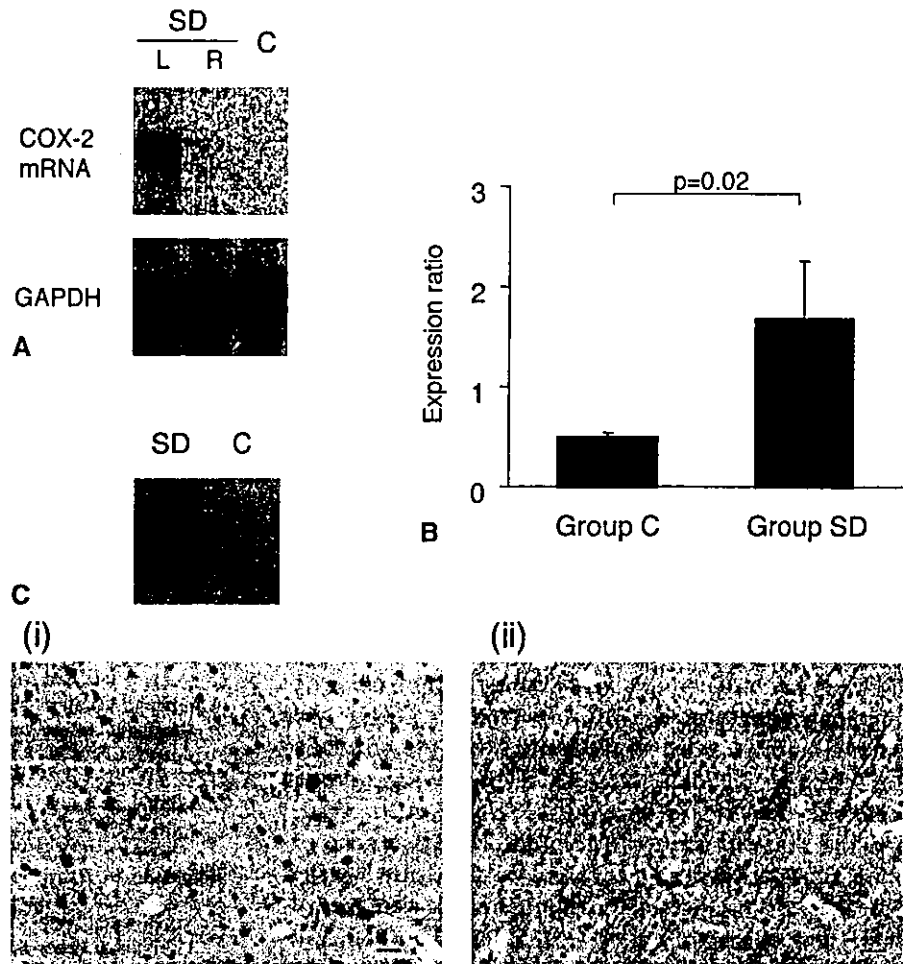 SD
L R C
COX-2
mRNA
GAPDH
A
3
2
1
0
Expression ratio
p=0.02
Group C Group SD
B
SD C
C
(i) (ii)